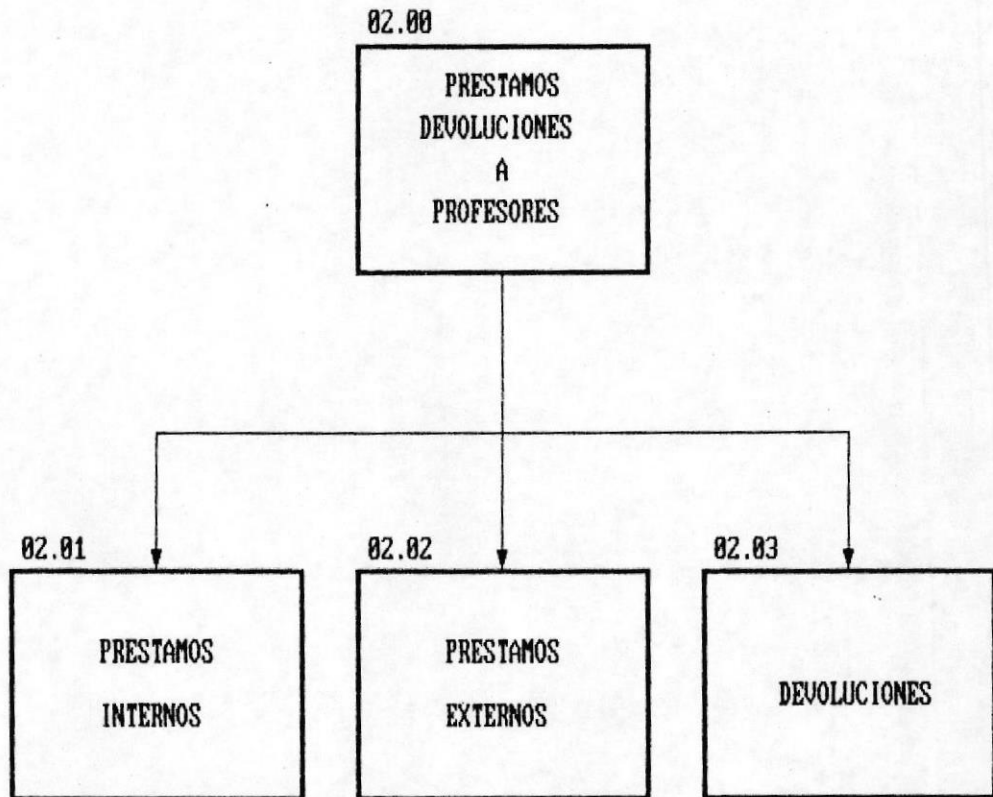 02.00
PRESTAMOS
DEVOLUCIONES
A
PROFESORES
02.01
PRESTAMOS
INTERNOS
02.02
PRESTAMOS
EXTERNOS
02.03
DEVOLUCIONES